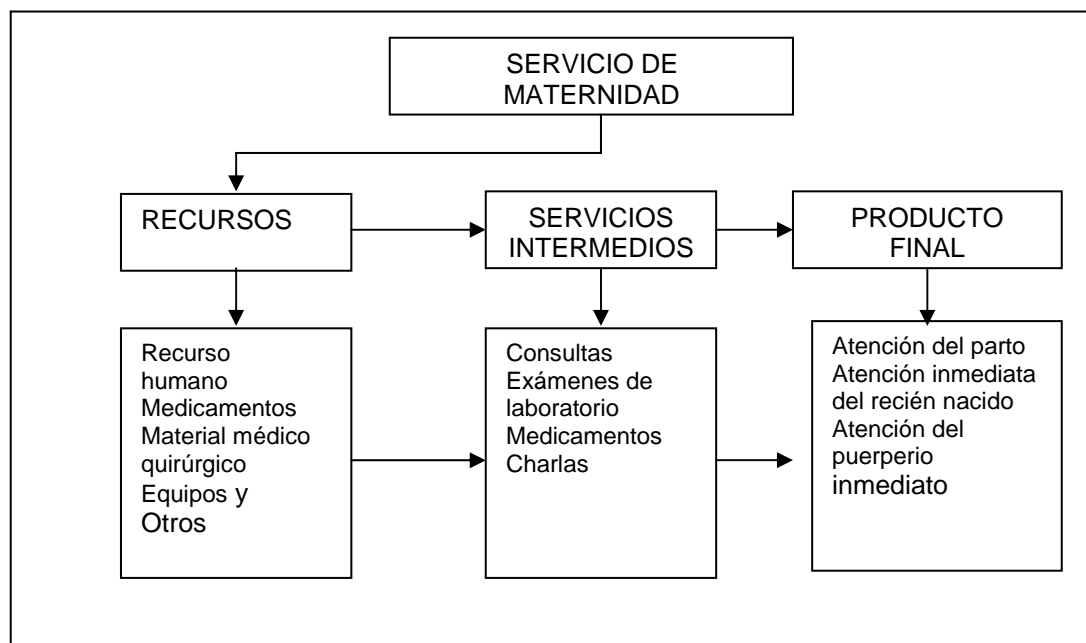 SERVICIO DE
MATERNIDAD
RECURSOS
SERVICIOS
INTERMEDIOS
PRODUCTO
FINAL
Recurso
humano
Medicamentos
Material médico
quirúrgico
Equipos y
Otros
Consultas
Exámenes de
laboratorio
Medicamentos
Charlas
Atención del parto
Atención inmediata
del recién nacido
Atención del
puerperio
inmediato